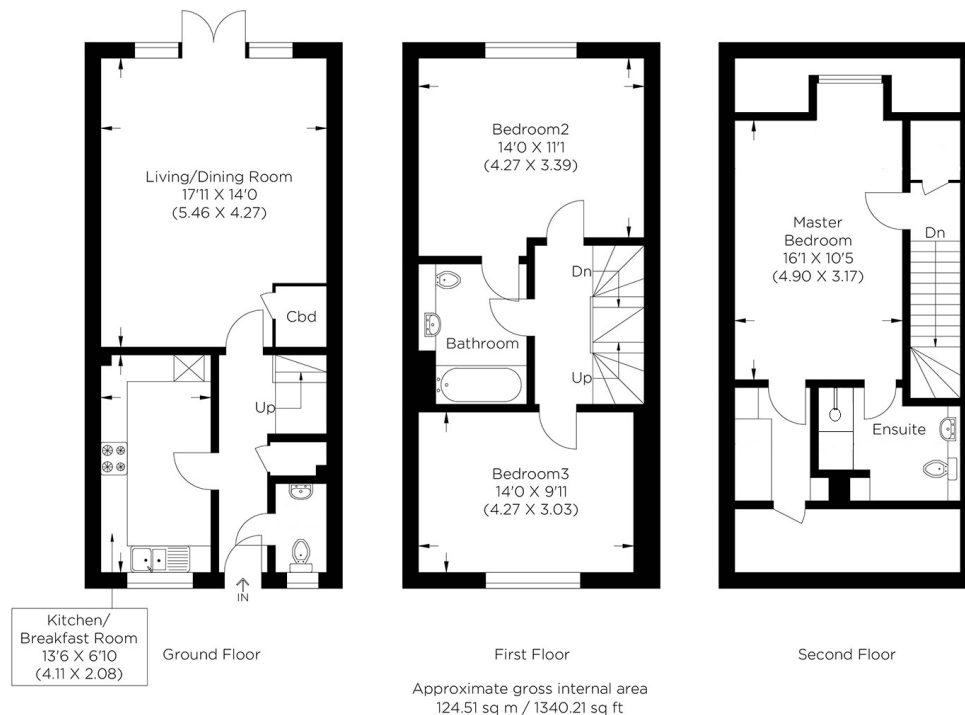 Living/Dining Room
17'11 X 14'0
(5.46 X 4.27)
Cbd
Up
IN
Kitchen/
Breakfast Room
13'6 X 6'10
(4.11 X 2.08)
Ground Floor
Bedroom2
14'0 X 11'1
(4.27 X 3.39)
Dn
Bathroom
Up
Bedroom3
14'0 X 9'11
(4.27 X 3.03)
First Floor
Master
Bedroom
16'1 X 10'5
(4.90 X 3.17)
Dn
Ensuite
Second Floor
Approximate gross internal area
124.51 sq m / 1340.21 sq ft